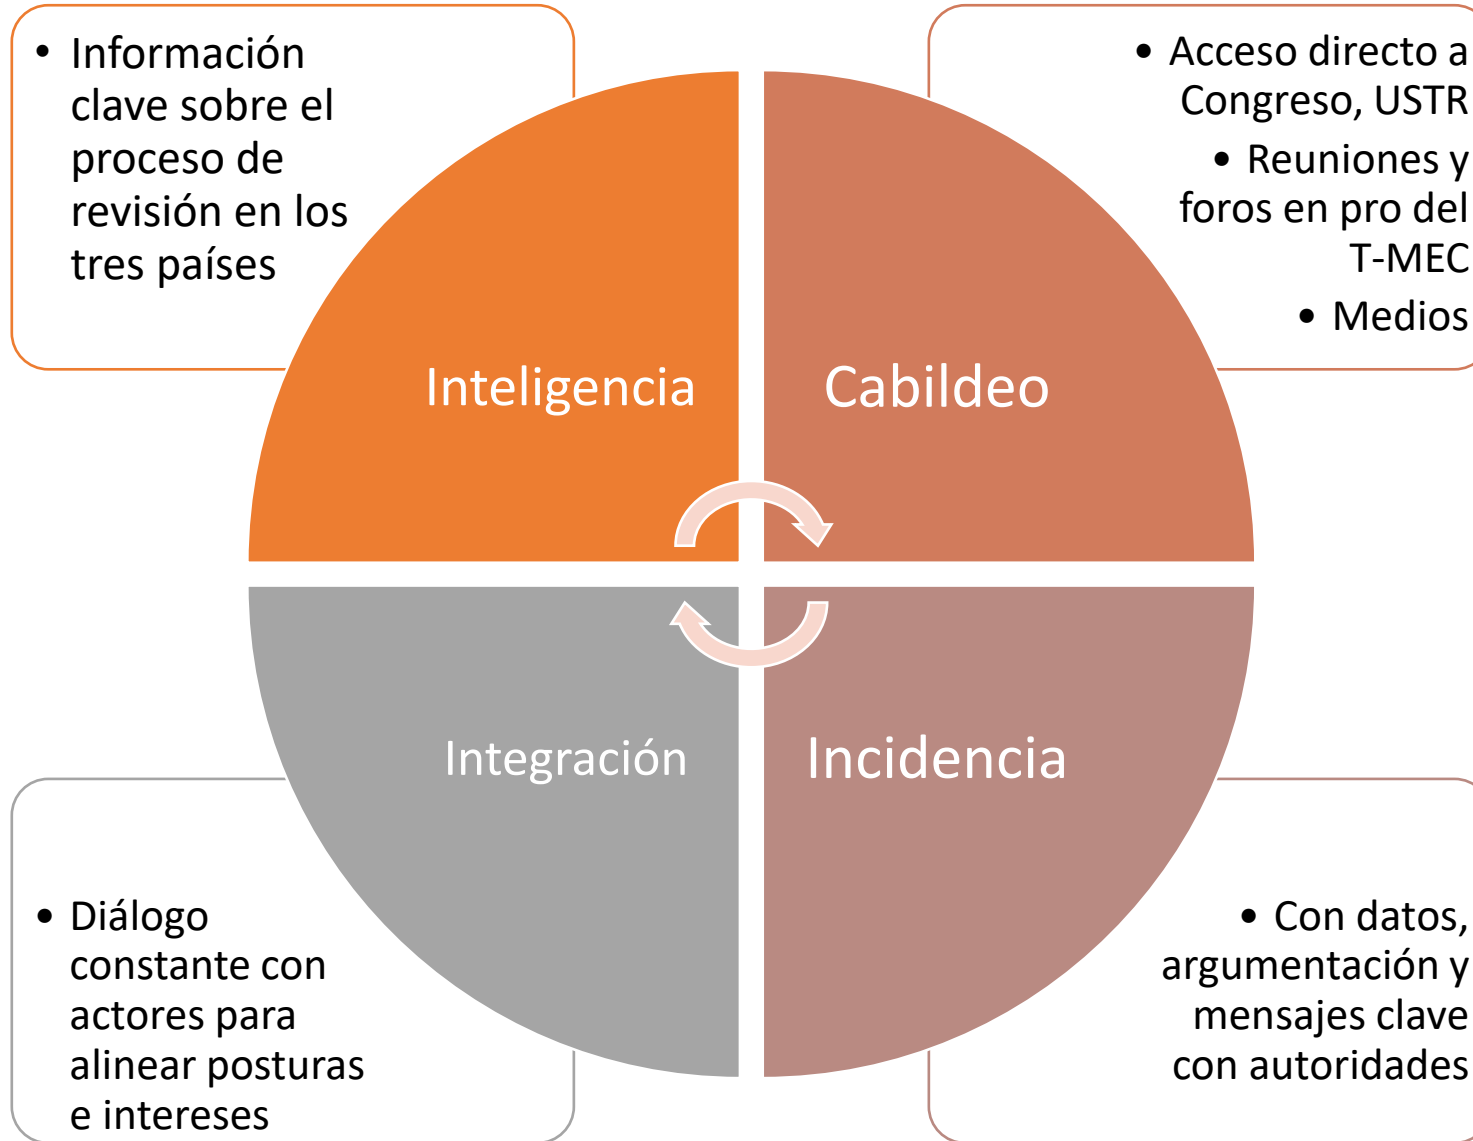 • Información
clave sobre el
proceso de
revisión en los
tres países
• Acceso directo a
Congreso, USTR
• Reuniones y
foros en pro del
T-MEC
• Medios
Inteligencia
Cabildeo
Integración
Incidencia
• Diálogo
constante con
actores para
alinear posturas
e intereses
• Con datos,
argumentación y
mensajes clave
con autoridades